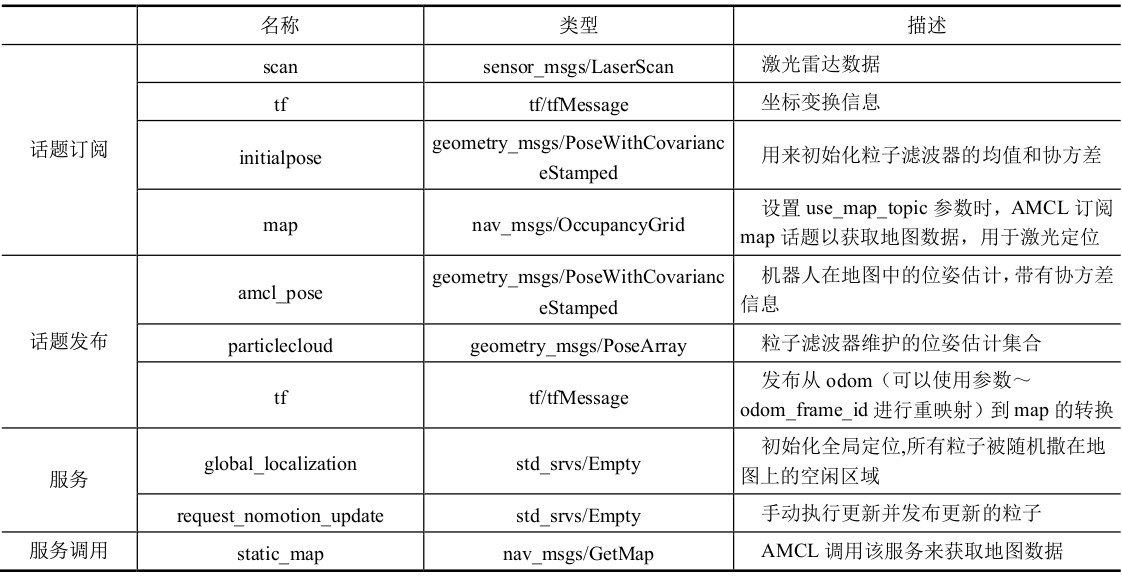 名称 类型 描述
话题订阅
scan sensor_msgs/LaserScan 激光雷达数据
tf tf/tfMessage 坐标变换信息
initialpose
geometry_msgs/PoseWithCovarianc
eStamped
用来初始化粒子滤波器的均值和协方差
map nav_msgs/OccupancyGrid
设置 use_map_topic 参数时，AMCL 订阅
map 话题以获取地图数据，用于激光定位
话题发布
amcl_pose
geometry_msgs/PoseWithCovarianc
eStamped
机器人在地图中的位姿估计，带有协方差
信息
particlecloud geometry_msgs/PoseArray 粒子滤波器维护的位姿估计集合
tf tf/tfMessage
发布从 odom（可以使用参数～
odom_frame_id 进行重映射）到 map 的转换
服务
global_localization std_srvs/Empty
初始化全局定位,所有粒子被随机撒在地
图上的空闲区域
request_nomotion_update std_srvs/Empty 手动执行更新并发布更新的粒子
服务调用 static_map nav_msgs/GetMap AMCL 调用该服务来获取地图数据